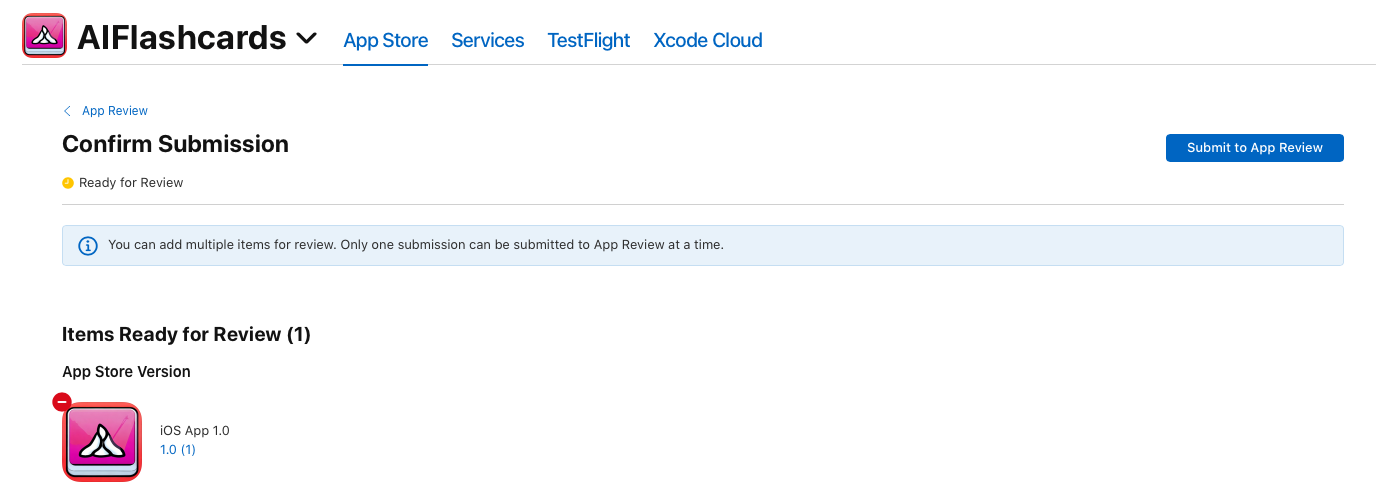 AIFlashcards
App Store Services TestFlight Xcode Cloud
App Review
Confirm Submission
Submit to App Review
Ready for Review
You can add multiple items for review. Only one submission can be submitted to App Review at a time.
Items Ready for Review (1)
App Store Version
iOS App 1.0
1.0 (1)